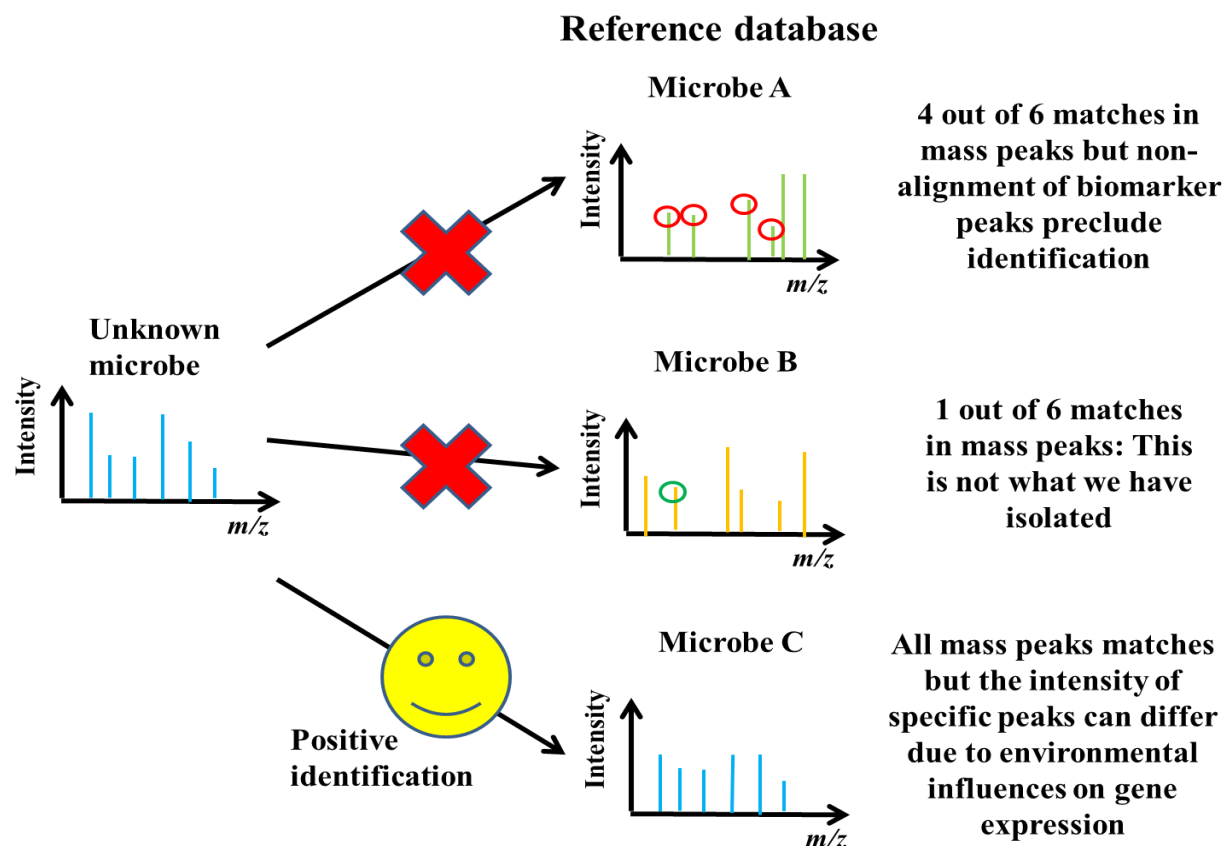 Reference database
Unknown
microbe
Intensity
m/z
Microbe A
Intensity
m/z
4 out of 6 matches in
mass peaks but non-
alignment of biomarker
peaks preclude
identification
Microbe B
Intensity
m/z
1 out of 6 matches
in mass peaks: This
is not what we have
isolated
Positive
identification
Microbe C
Intensity
m/z
All mass peaks matches
but the intensity of
specific peaks can differ
due to environmental
influences on gene
expression